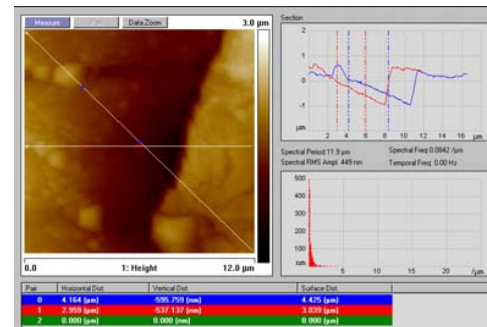 Measure Data Zoom 3.0 µm
0.0 1: Height 12.0 µm
Section
2
1
0
-1
µm
2 4 6 8 10 12 14 16 µm
Spectral Period 11.9 µm Spectral Freq 0.0842 /µm
Spectral RMS Ampl. 449 nm Temporal Freq 0.00 Hz
500
400
300
200
100
nm
5 10 15 20 /µm
Pair Horizontal Dist. Vertical Dist. Surface Dist.
0 4.164 (µm) -595.759 (nm) 4.425 (µm)
1 2.959 (µm) -537.137 (nm) 3.039 (µm)
2 0.000 (µm) 0.000 (nm) 0.000 (µm)